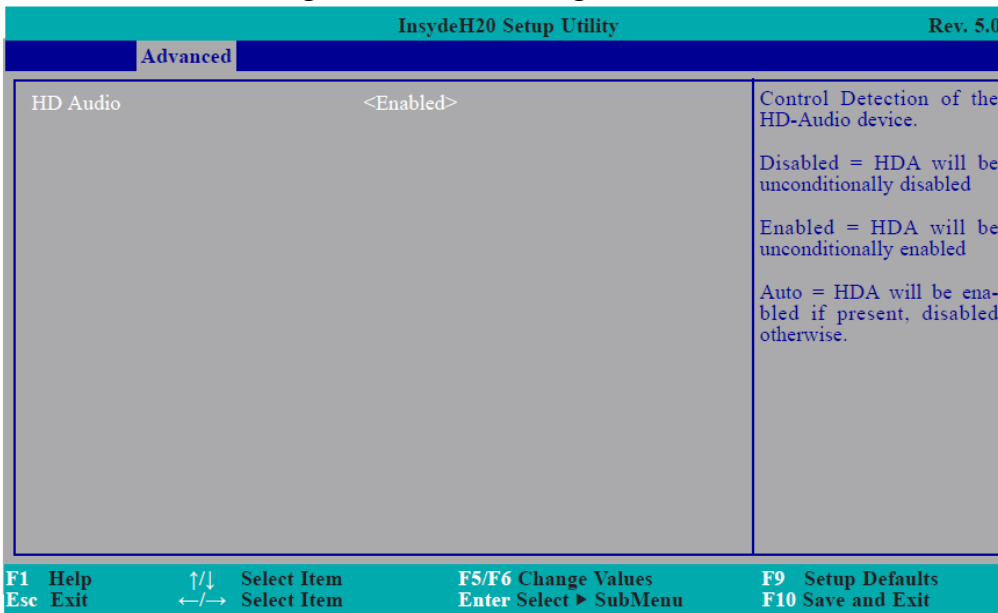 InsydeH20 Setup Utility Rev. 5.0
Advanced
HD Audio <Enabled>
Control Detection of the
HD-Audio device.
Disabled = HDA will be
unconditionally disabled
Enabled = HDA will be
unconditionally enabled
Auto = HDA will be ena-
bled if present, disabled
otherwise.
F1 Help ↑/↓ Select Item F5/F6 Change Values F9 Setup Defaults
Esc Exit ←/→ Select Item Enter Select ▶ SubMenu F10 Save and Exit